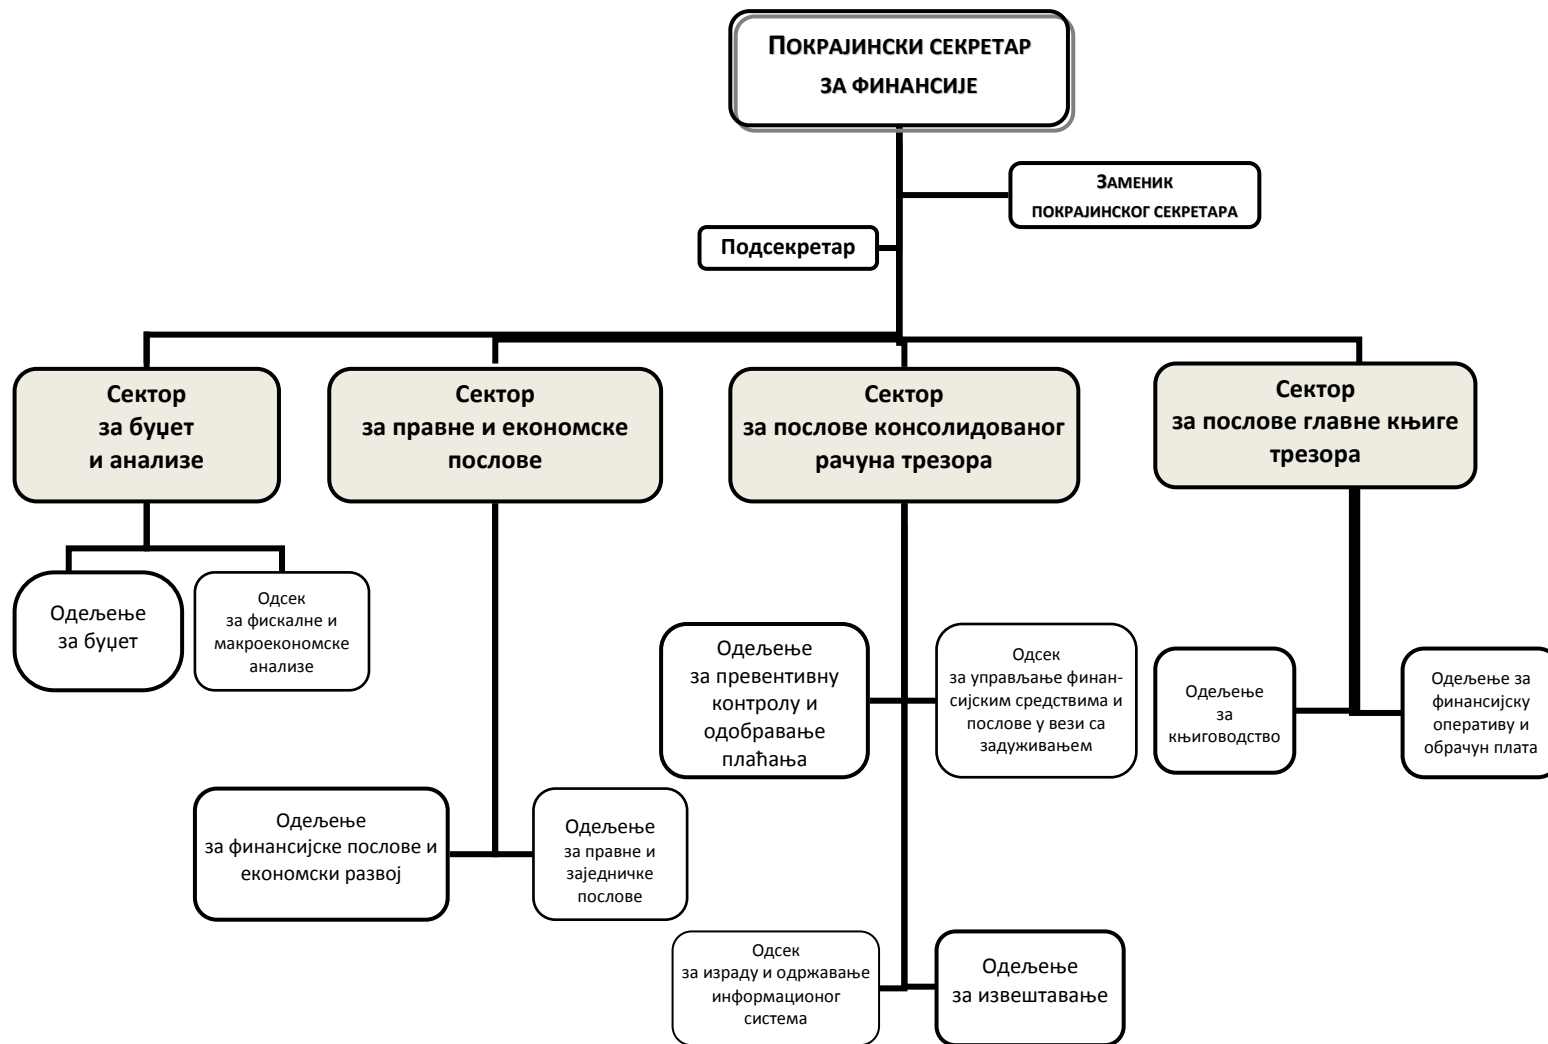 ПОКРАЈИНСКИ СЕКРЕТАР
ЗА ФИНАНСИЈЕ
ЗАМЕНИК
ПОКРАЈИНСКОГ СЕКРЕТАРА
Подсекретар
Сектор
за буџет
и анализе
Сектор
за правне и економске
послове
Сектор
за послове консолидованог
рачуна трезора
Сектор
за послове главне књиге
трезора
Одељење
за буџет
Одсек
за фискалне и
макроекономске
анализе
Одељење
за превентивну
контролу и
одобравање
плаћања
Одсек
за управљање финан-
сијским средствима и
послове у вези са
задуживањем
Одељење
за
књиговодство
Одељење за
финансијску
оперативу и
обрачун плата
Одељење
за финансијске послове и
економски развој
Одељење
за правне и
заједничке
послове
Одсек
за израду и одржавање
информационог
система
Одељење
за извештавање